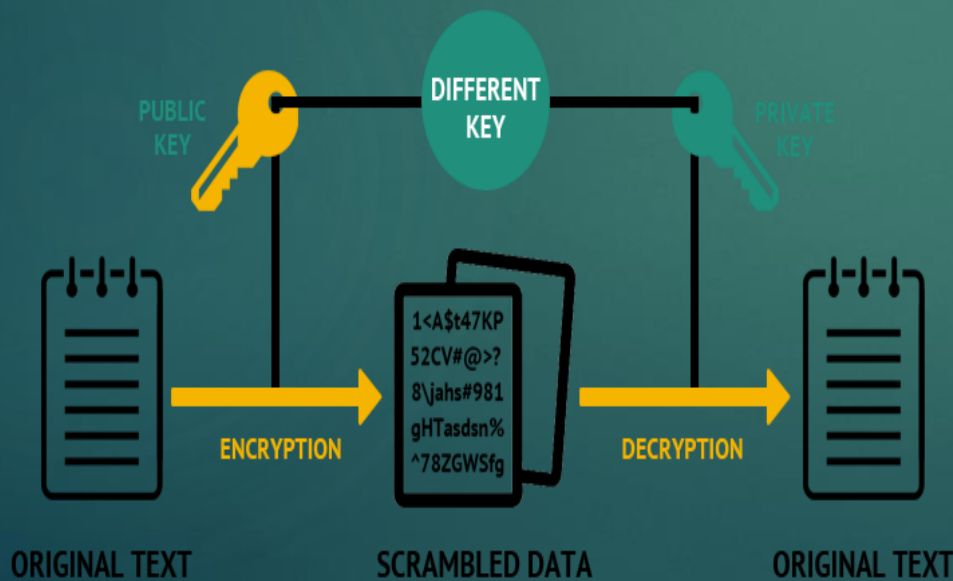 DIFFERENT
KEY
PUBLIC
KEY
PRIVATE
KEY
1<A$t47KP
52CV#@>?
8\jahs#981
gHTasdsn%
^78ZGWSfg
ENCRYPTION
DECRYPTION
ORIGINAL TEXT
SCRAMBLED DATA
ORIGINAL TEXT